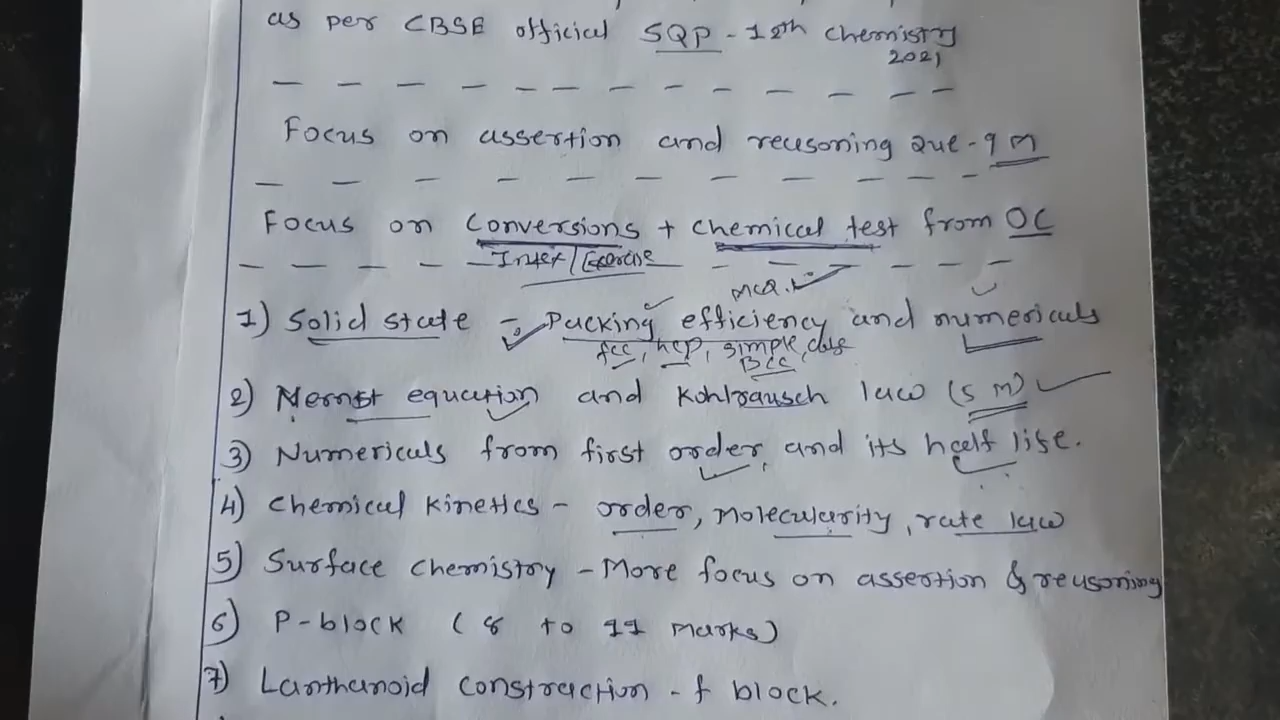 as per CBSE official SQP - 12th chemistry
2021
Focus on assertion and reasoning Que - 9 M
Focus on conversions + chemical test from OC
Intext / Exercise
MCQ.
1) Solid state - Packing efficiency and numericals
fcc, hcp, simple,
BCC
2) Nernst equation and Kohlrausch law (5 M)
3) Numericals from first order, and its half life.
4) Chemical Kinetics - order, Molecularity, rate law
5) Surface chemistry - More focus on assertion & reasoning
6) P-block ( 8 to 11 Marks)
7) Lanthanoid constraction - f block.